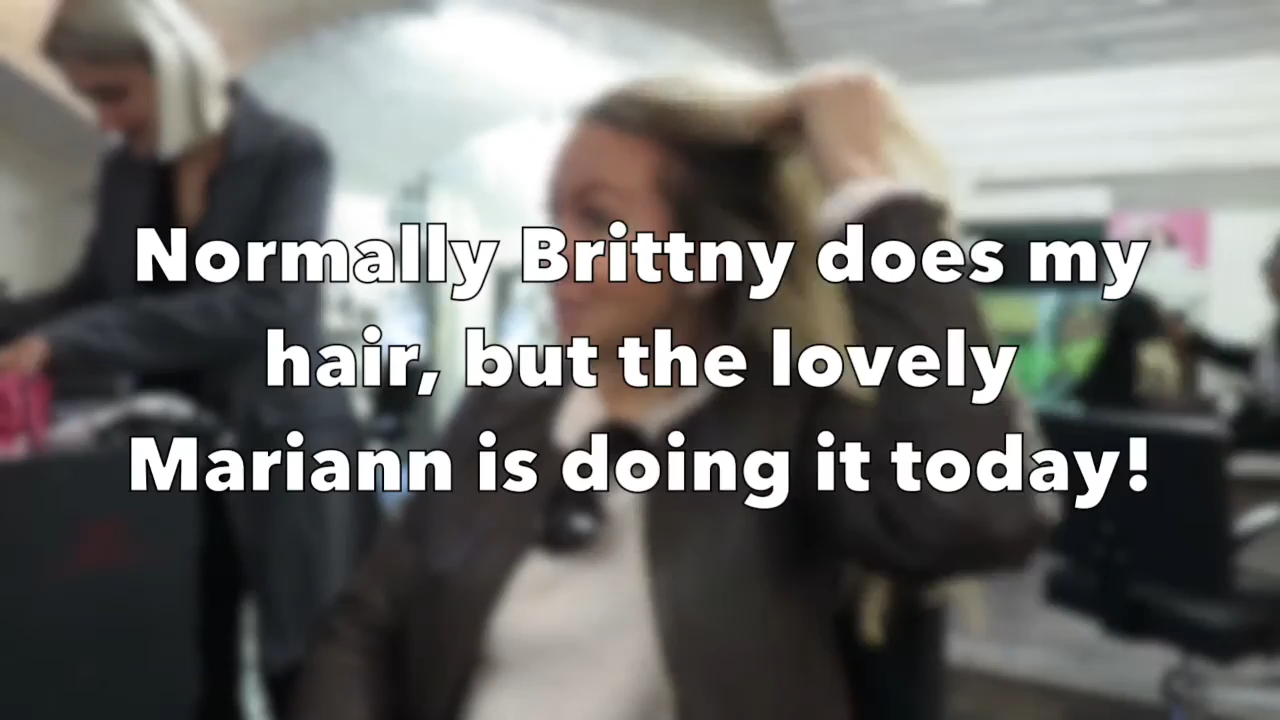 Normally Brittny does my
hair, but the lovely
Mariann is doing it today!